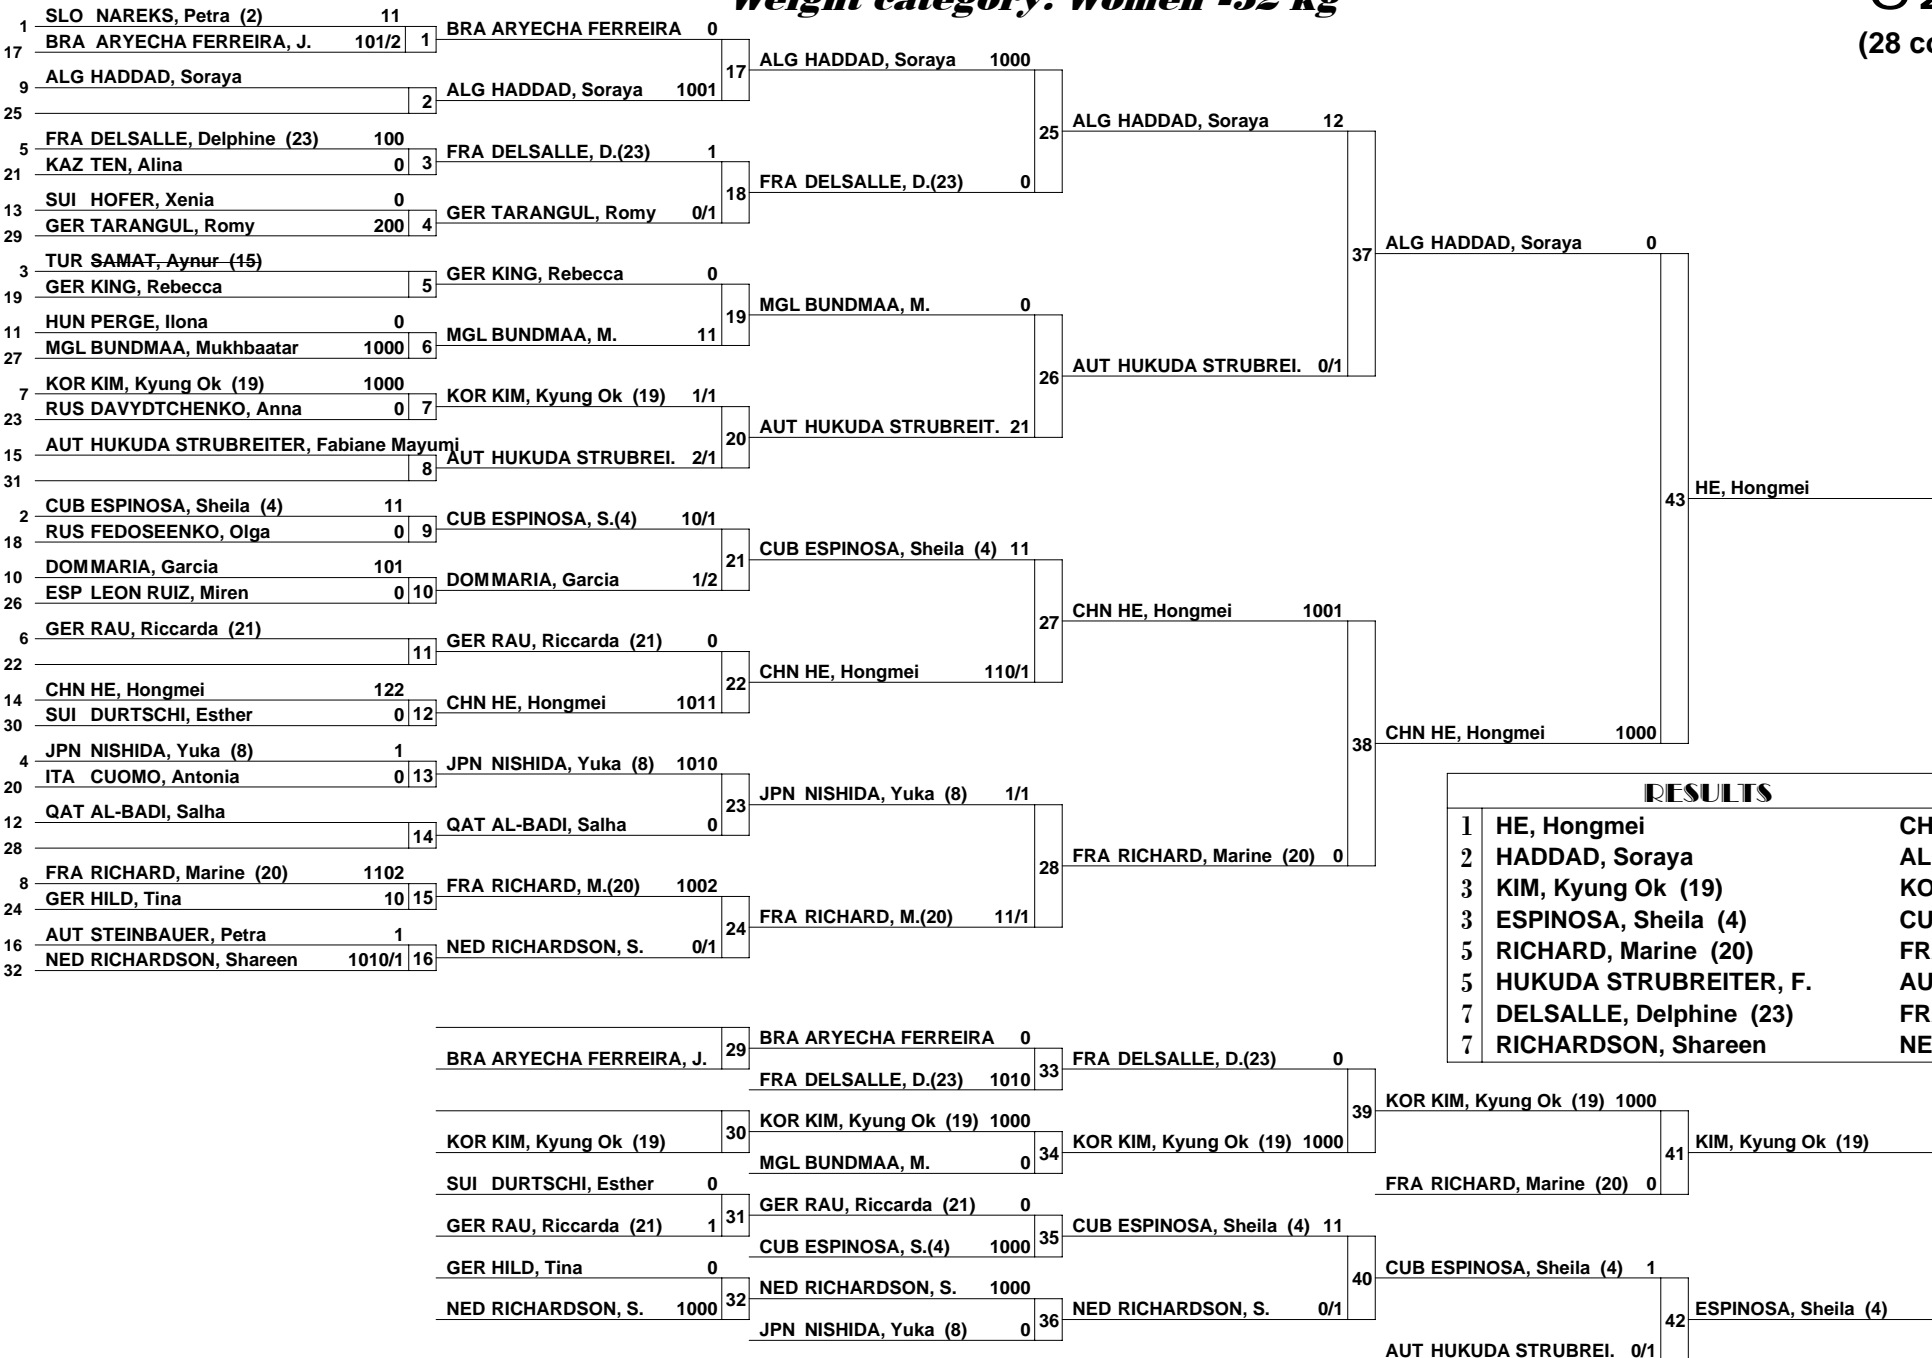 Weight category: Women -52 kg
(28 co
1 SLO NAREKS, Petra (2) 11
17 BRA ARYECHA FERREIRA, J. 101/2 1
9 ALG HADDAD, Soraya
25 2
5 FRA DELSALLE, Delphine (23) 100
21 KAZ TEN, Alina 0 3
13 SUI HOFER, Xenia 0
29 GER TARANGUL, Romy 200 4
3 TUR SAMAT, Aynur (15)
19 GER KING, Rebecca 5
11 HUN PERGE, Ilona 0
27 MGL BUNDMAA, Mukhbaatar 1000 6
7 KOR KIM, Kyung Ok (19) 1000
23 RUS DAVYDTCHENKO, Anna 0 7
15 AUT HUKUDA STRUBREITER, Fabiane Mayumi
31 8
2 CUB ESPINOSA, Sheila (4) 11
18 RUS FEDOSEENKO, Olga 0 9
10 DOM MARIA, Garcia 101
26 ESP LEON RUIZ, Miren 0 10
6 GER RAU, Riccarda (21)
22 11
14 CHN HE, Hongmei 122
30 SUI DURTSCHI, Esther 0 12
4 JPN NISHIDA, Yuka (8) 1
20 ITA CUOMO, Antonia 0 13
12 QAT AL-BADI, Salha
28 14
8 FRA RICHARD, Marine (20) 1102
24 GER HILD, Tina 10 15
16 AUT STEINBAUER, Petra 1
32 NED RICHARDSON, Shareen 1010/1 16
BRA ARYECHA FERREIRA 0
17
ALG HADDAD, Soraya 1001
FRA DELSALLE, D.(23) 1
18
GER TARANGUL, Romy 0/1
GER KING, Rebecca 0
19
MGL BUNDMAA, M. 11
KOR KIM, Kyung Ok (19) 1/1
20
AUT HUKUDA STRUBREI. 2/1
CUB ESPINOSA, S.(4) 10/1
21
DOM MARIA, Garcia 1/2
GER RAU, Riccarda (21) 0
22
CHN HE, Hongmei 1011
JPN NISHIDA, Yuka (8) 1010
23
QAT AL-BADI, Salha 0
FRA RICHARD, M.(20) 1002
24
NED RICHARDSON, S. 0/1
ALG HADDAD, Soraya 1000
25
FRA DELSALLE, D.(23) 0
MGL BUNDMAA, M. 0
26
AUT HUKUDA STRUBREIT. 21
CUB ESPINOSA, Sheila (4) 11
27
CHN HE, Hongmei 110/1
JPN NISHIDA, Yuka (8) 1/1
28
FRA RICHARD, M.(20) 11/1
ALG HADDAD, Soraya 12
37
AUT HUKUDA STRUBREI. 0/1
CHN HE, Hongmei 1001
38
FRA RICHARD, Marine (20) 0
ALG HADDAD, Soraya 0
43
CHN HE, Hongmei 1000
HE, Hongmei
RESULTS
1 HE, Hongmei CH
2 HADDAD, Soraya AL
3 KIM, Kyung Ok (19) KO
3 ESPINOSA, Sheila (4) CU
5 RICHARD, Marine (20) FR
5 HUKUDA STRUBREITER, F. AU
7 DELSALLE, Delphine (23) FR
7 RICHARDSON, Shareen NE
29
BRA ARYECHA FERREIRA, J.
30
KOR KIM, Kyung Ok (19)
SUI DURTSCHI, Esther 0
31
GER RAU, Riccarda (21) 1
GER HILD, Tina 0
32
NED RICHARDSON, S. 1000
BRA ARYECHA FERREIRA 0
33
FRA DELSALLE, D.(23) 1010
KOR KIM, Kyung Ok (19) 1000
34
MGL BUNDMAA, M. 0
GER RAU, Riccarda (21) 0
35
CUB ESPINOSA, S.(4) 1000
NED RICHARDSON, S. 1000
36
JPN NISHIDA, Yuka (8) 0
FRA DELSALLE, D.(23) 0
39
KOR KIM, Kyung Ok (19) 1000
CUB ESPINOSA, Sheila (4) 11
40
NED RICHARDSON, S. 0/1
KOR KIM, Kyung Ok (19) 1000
41
FRA RICHARD, Marine (20) 0
CUB ESPINOSA, Sheila (4) 1
42
AUT HUKUDA STRUBREI. 0/1
KIM, Kyung Ok (19)
ESPINOSA, Sheila (4)